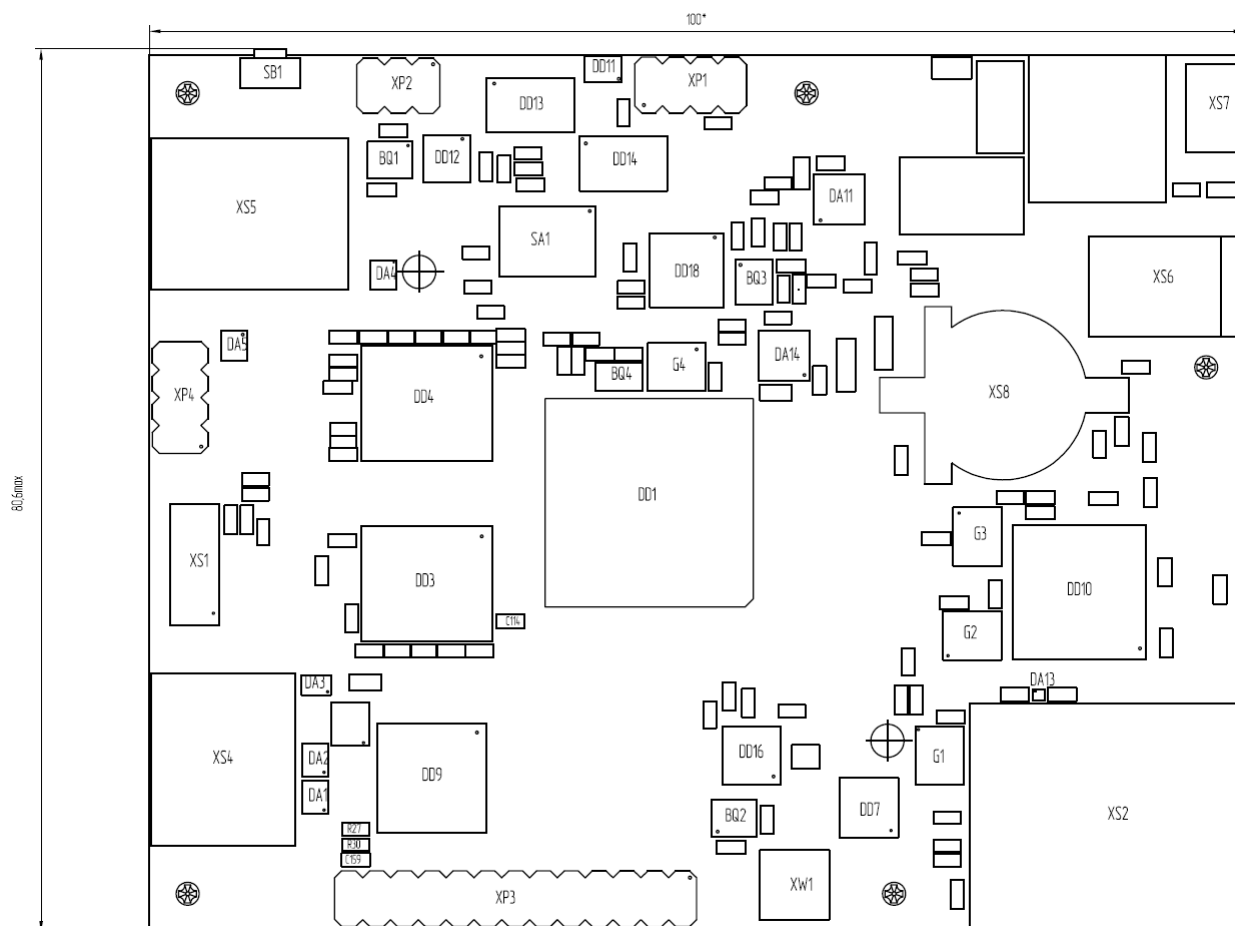 100*
SB1
XP2
DD11
XP1
XS7
DD13
BQ1
DD12
DD14
DA11
XS5
SA1
DA4
DD18
BQ3
XS6
DA5
DA14
G4
BQ4
XP4
DD4
XS8
80,6max
DD1
XS1
G3
DD3
DD10
C114
G2
DA3
DA13
XS4
DA2
DD9
DD16
G1
DA1
DD7
XS2
BQ2
R27
R30
C159
XP3
XW1